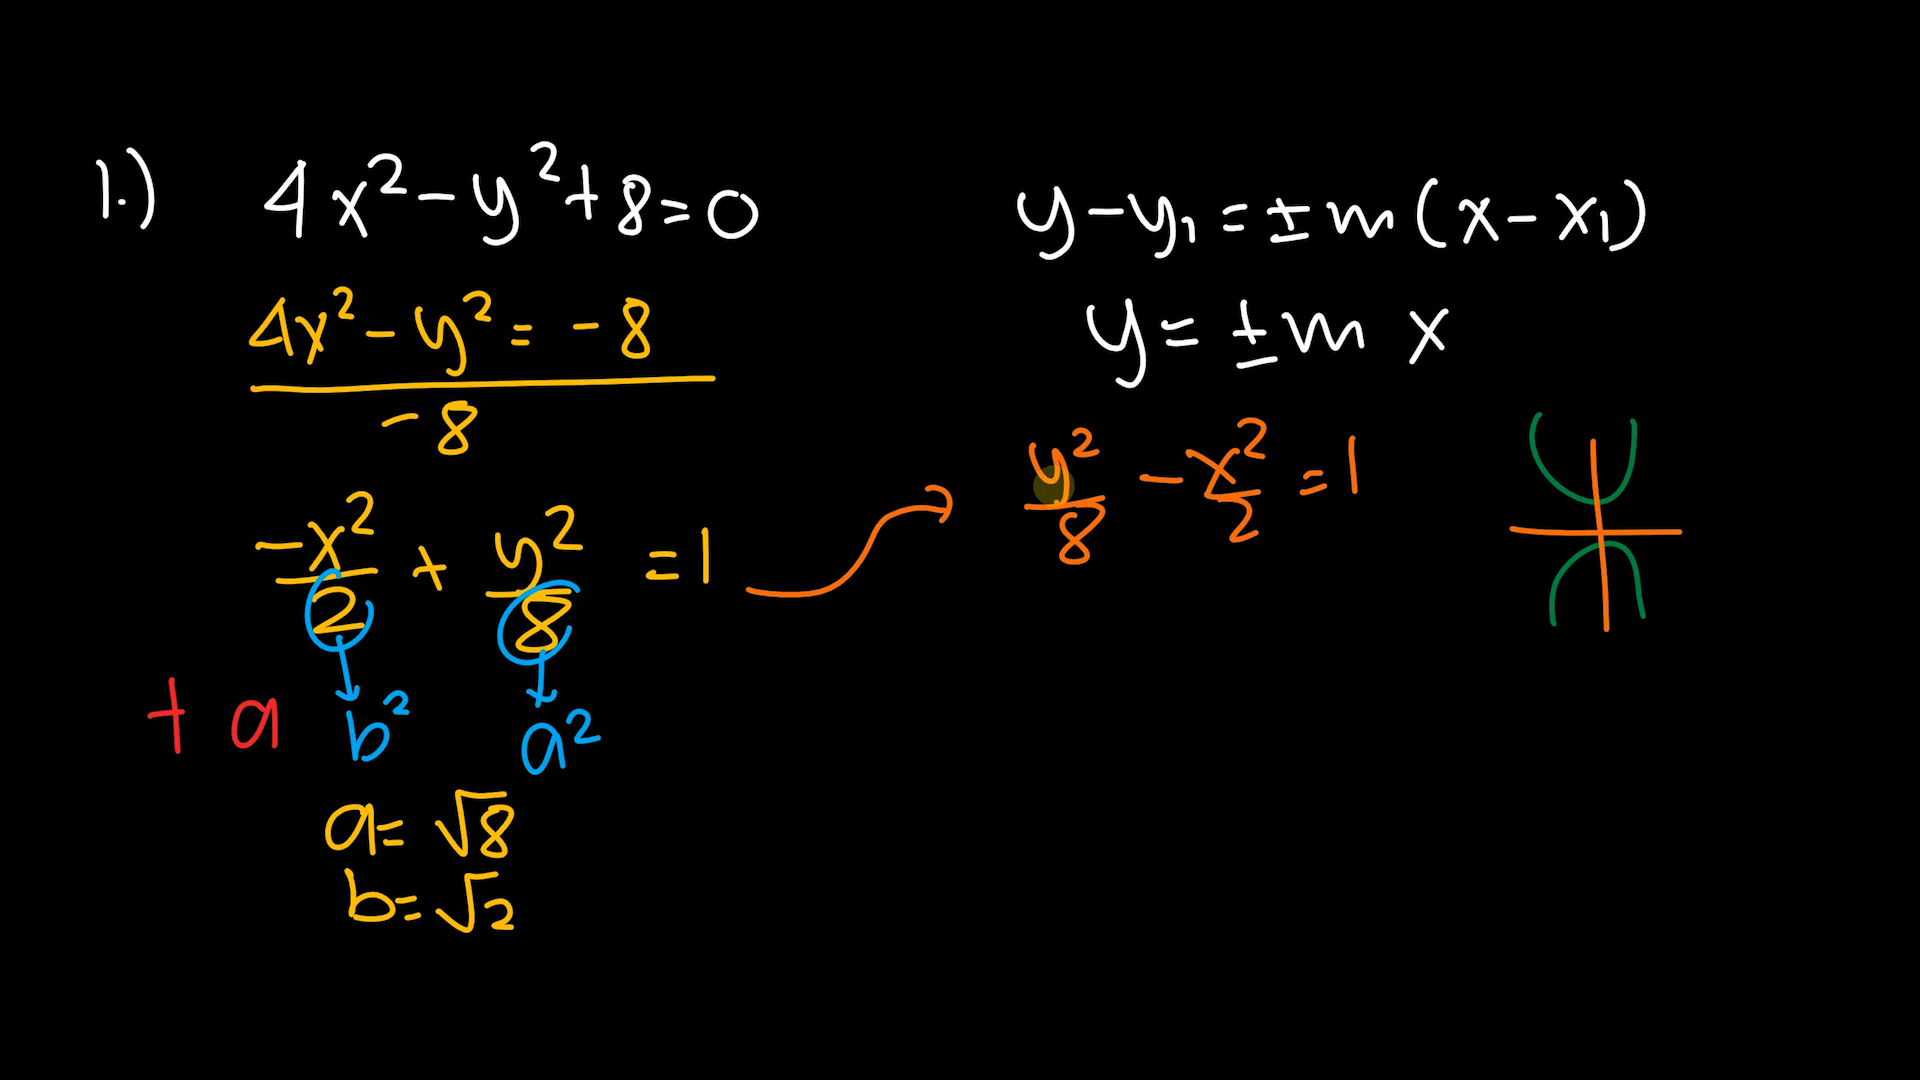 1.) 4x² - y² + 8 = 0
4x² - y² = -8
-8
-x²/2 + y²/8 = 1
+ a b² a²
a = √8
b = √2
y - y₁ = ± m (x - x₁)
y = ± m x
y²/8 - x²/2 = 1